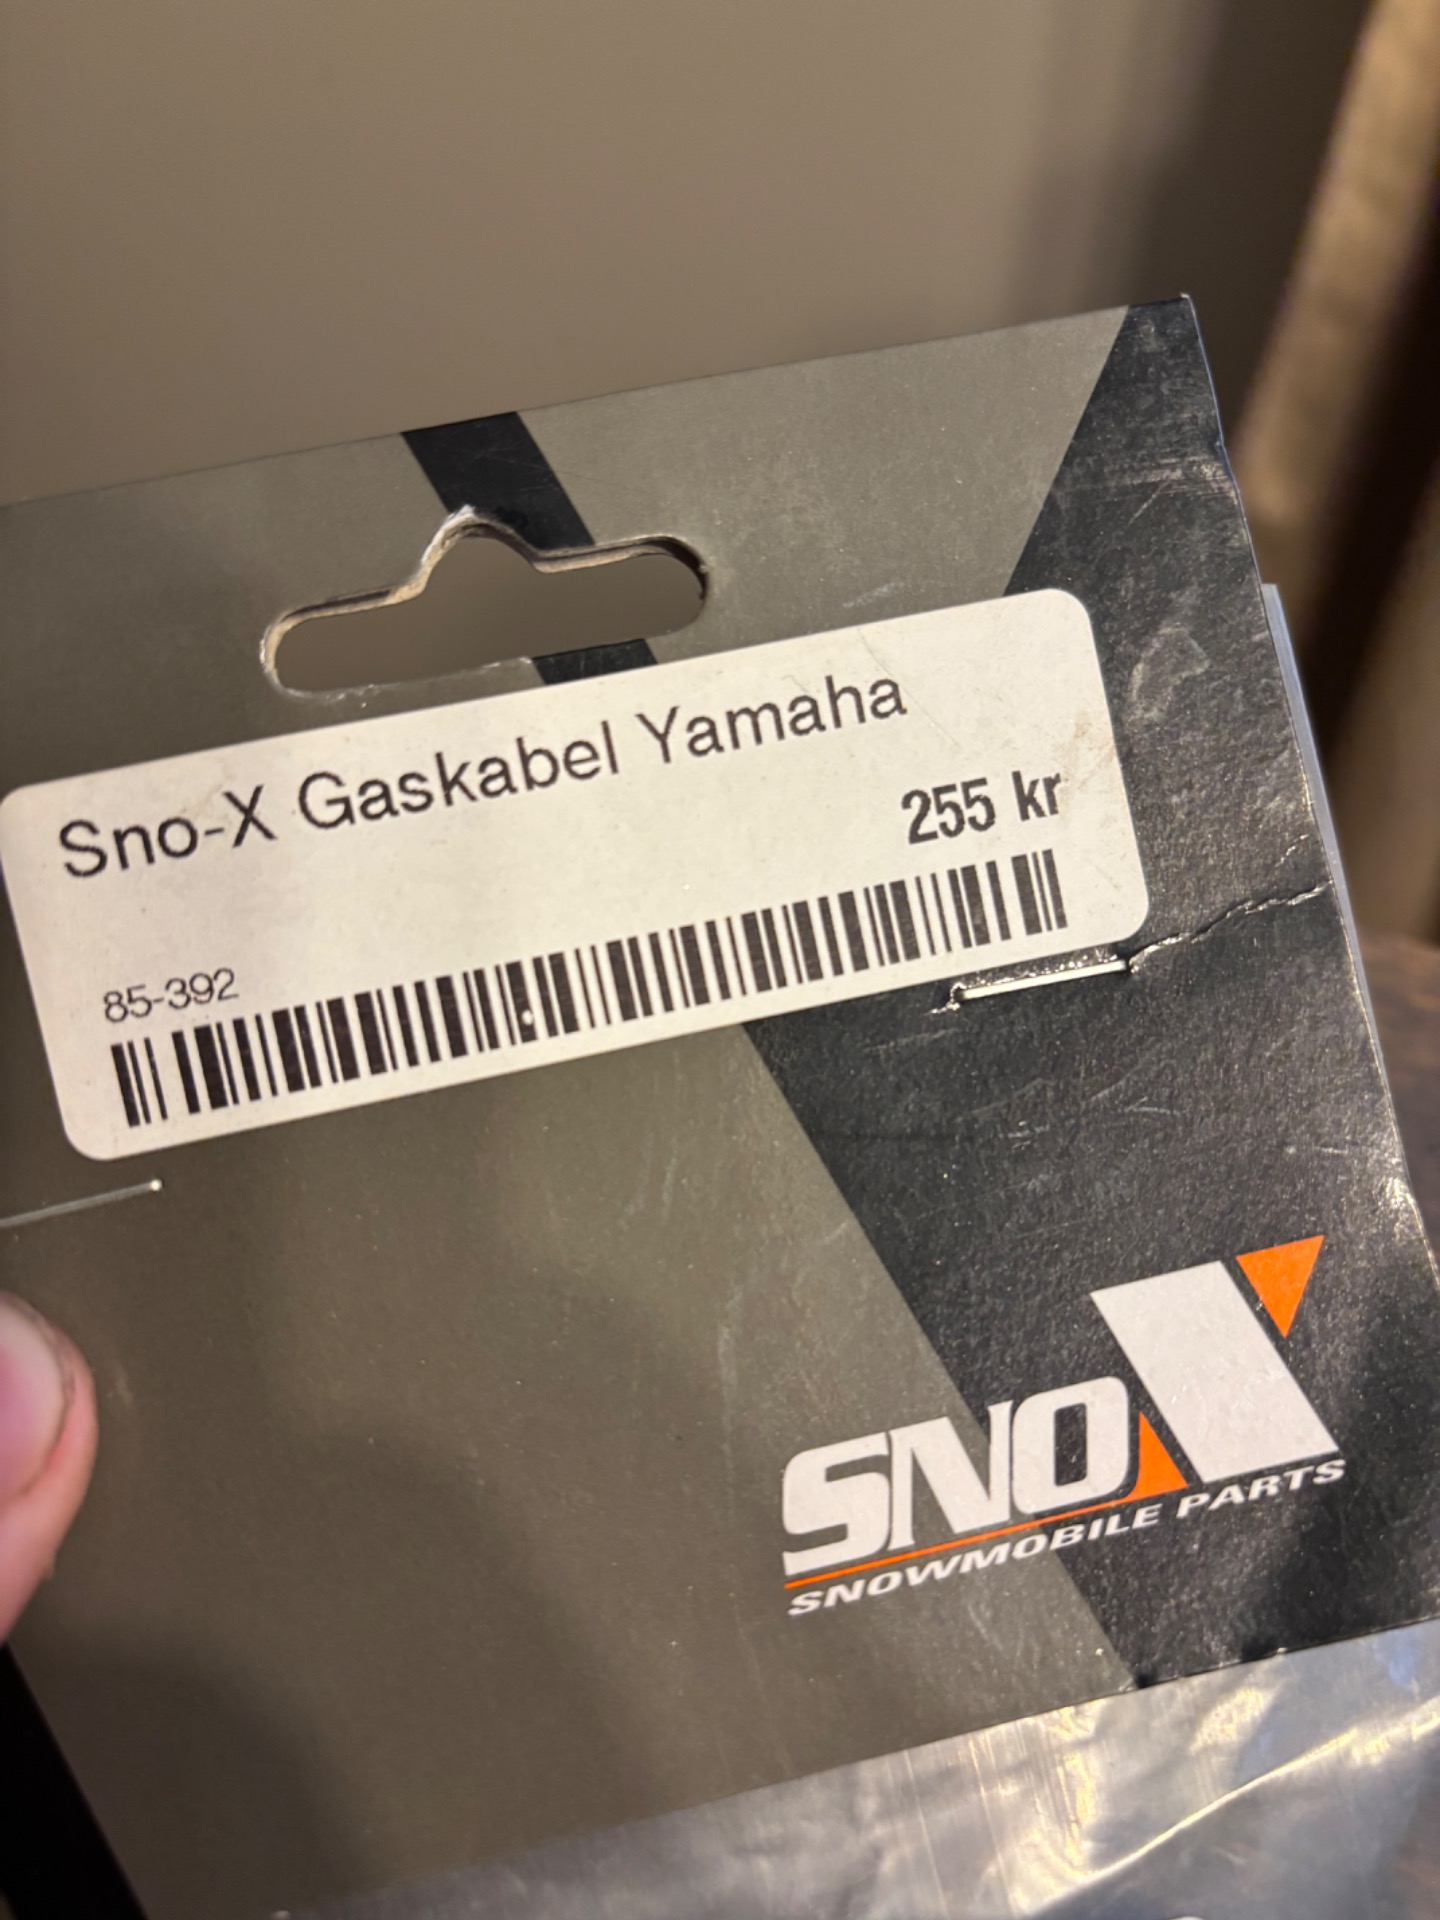 Sno-X Gaskabel Yamaha
255 kr
85-392
SNOX
SNOWMOBILE PARTS